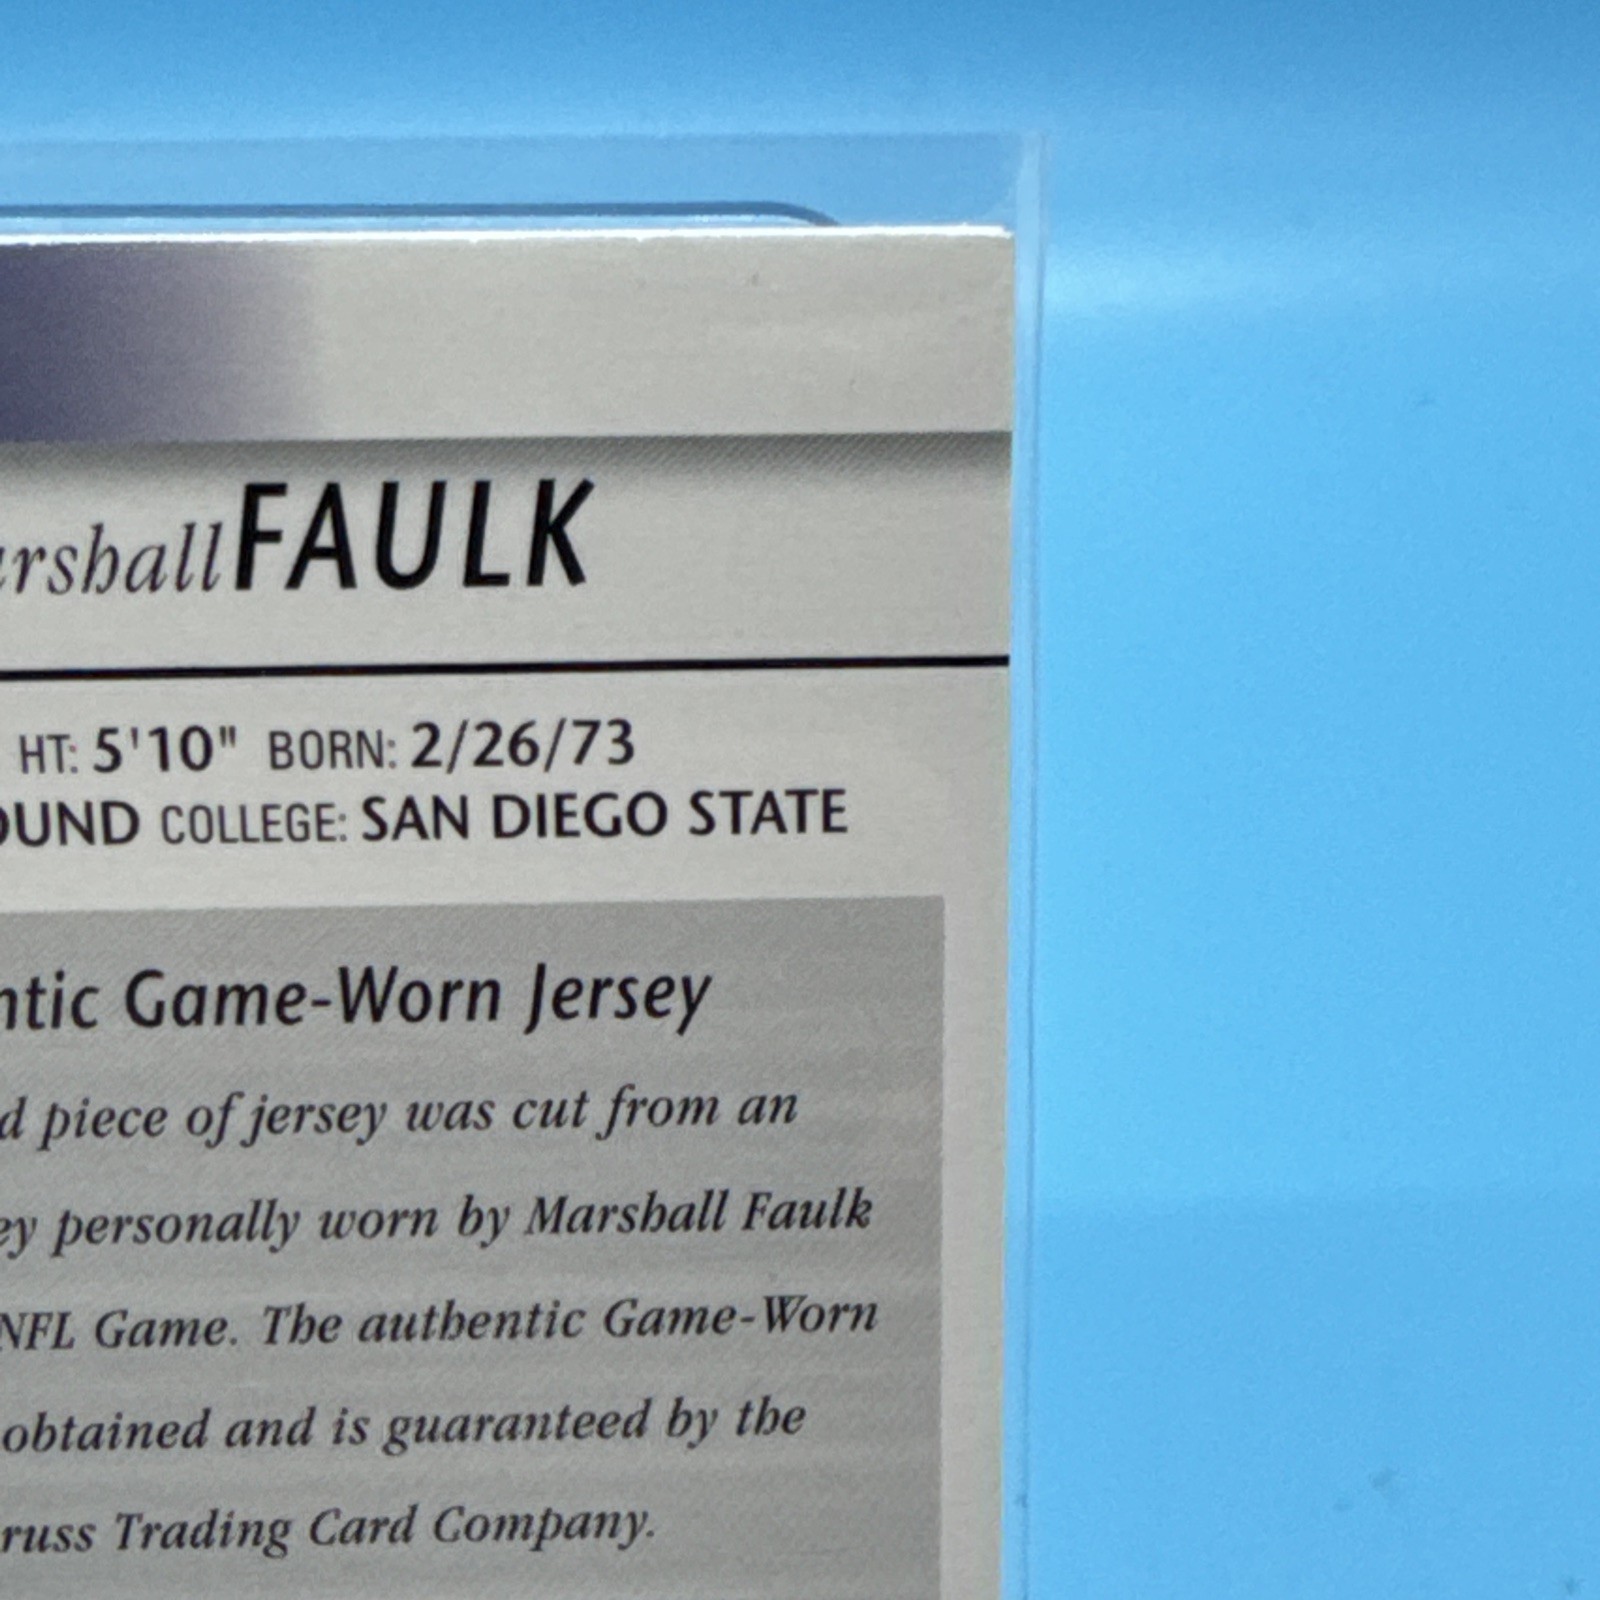 arshall FAULK
HT: 5'10" BORN: 2/26/73
OUND COLLEGE: SAN DIEGO STATE
ntic Game-Worn Jersey
d piece of jersey was cut from an
ey personally worn by Marshall Faulk
NFL Game. The authentic Game-Worn
obtained and is guaranteed by the
russ Trading Card Company.